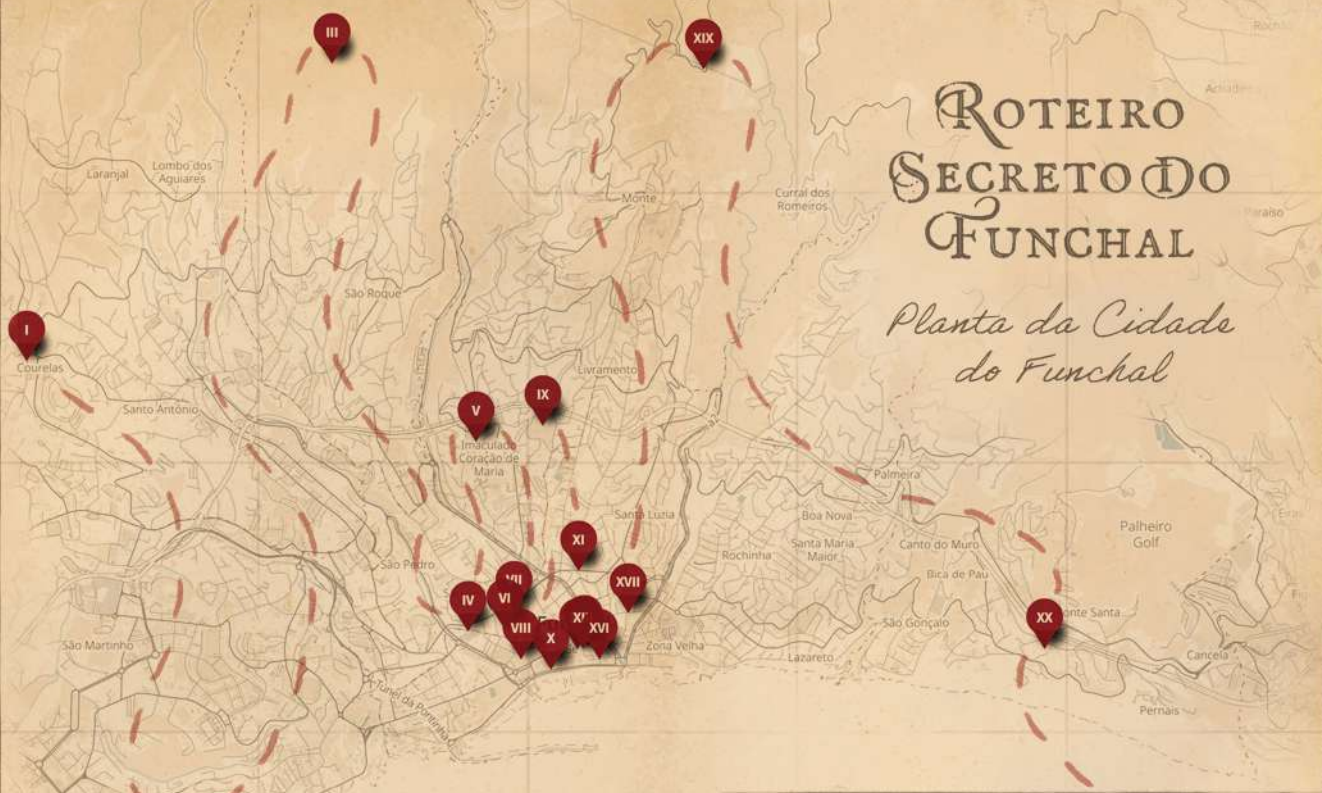 III
XIX
ROTEIRO
SECRETO DO
FUNCHAL
Planta da Cidade
do Funchal
Laranjal
Lombo dos
Aguiares
Monte
Curral dos
Romeiros
São Roque
I
Courelas
Livramento
Santo António
V
IX
Imaculado
Coração de
Maria
Palmeira
Santa Luzia
Boa Nova
Palheiro
Golf
XI
Rochinha
Santa Maria
Maior
Canto do Muro
São Pedro
Bica de Pau
VII
XVII
IV
VI
XX
São Gonçalo
VIII
X
XVI
São Martinho
Zona Velha
Lazareto
Cancela
Túnel da Pontinha
Pernais